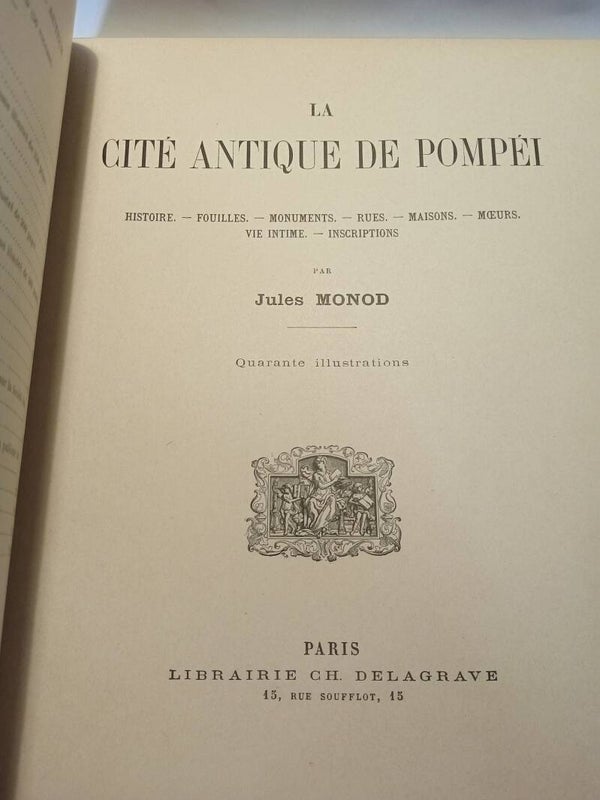 LA
CITÉ ANTIQUE DE POMPÉI
HISTOIRE. — FOUILLES. — MONUMENTS. — RUES. — MAISONS. — MŒURS.
VIE INTIME. — INSCRIPTIONS
PAR
Jules MONOD
Quarante illustrations
PARIS
LIBRAIRIE CH. DELAGRAVE
15, RUE SOUFFLOT, 15